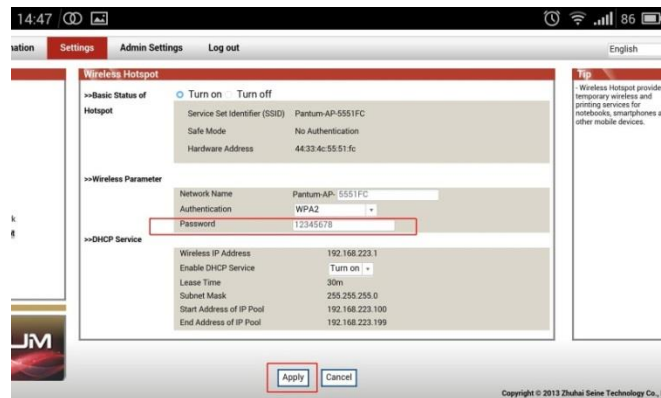 14:47 86
Settings Admin Settings Log out English
Wireless Hotspot
>>Basic Status of Hotspot
Turn on Turn off
Service Set Identifier (SSID) Pantum-AP-5551FC
Safe Mode No Authentication
Hardware Address 44:33:4c:55:51:fc
>>Wireless Parameter
Network Name Pantum-AP- 5551FC
Authentication WPA2
Password 12345678
>>DHCP Service
Wireless IP Address 192.168.223.1
Enable DHCP Service Turn on
Lease Time 30m
Subnet Mask 255.255.255.0
Start Address of IP Pool 192.168.223.100
End Address of IP Pool 192.168.223.199
Apply Cancel
Tip
- Wireless Hotspot provide
temporary wireless and
printing services for
notebooks, smartphones a
other mobile devices.
Copyright © 2013 Zhuhai Seine Technology Co.,